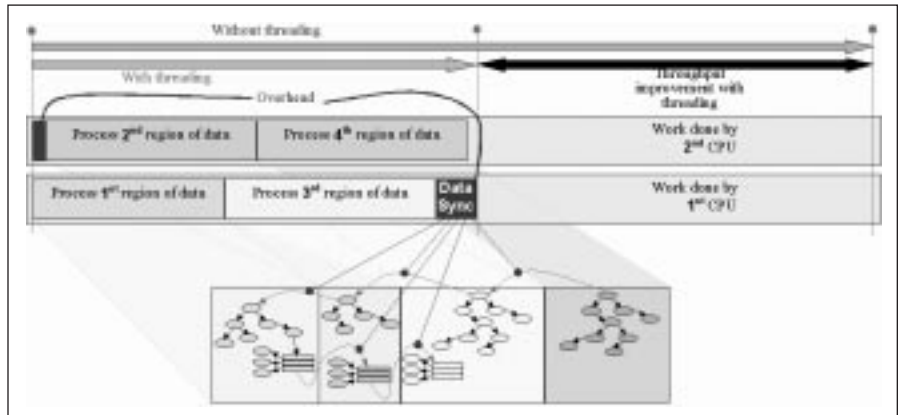 Without threading
With threading
Throughput
improvement with
threading
Overhead
Process 2nd region of data
Process 4th region of data
Work done by
2nd CPU
Process 1st region of data
Process 3rd region of data
Data
Sync
Work done by
1st CPU